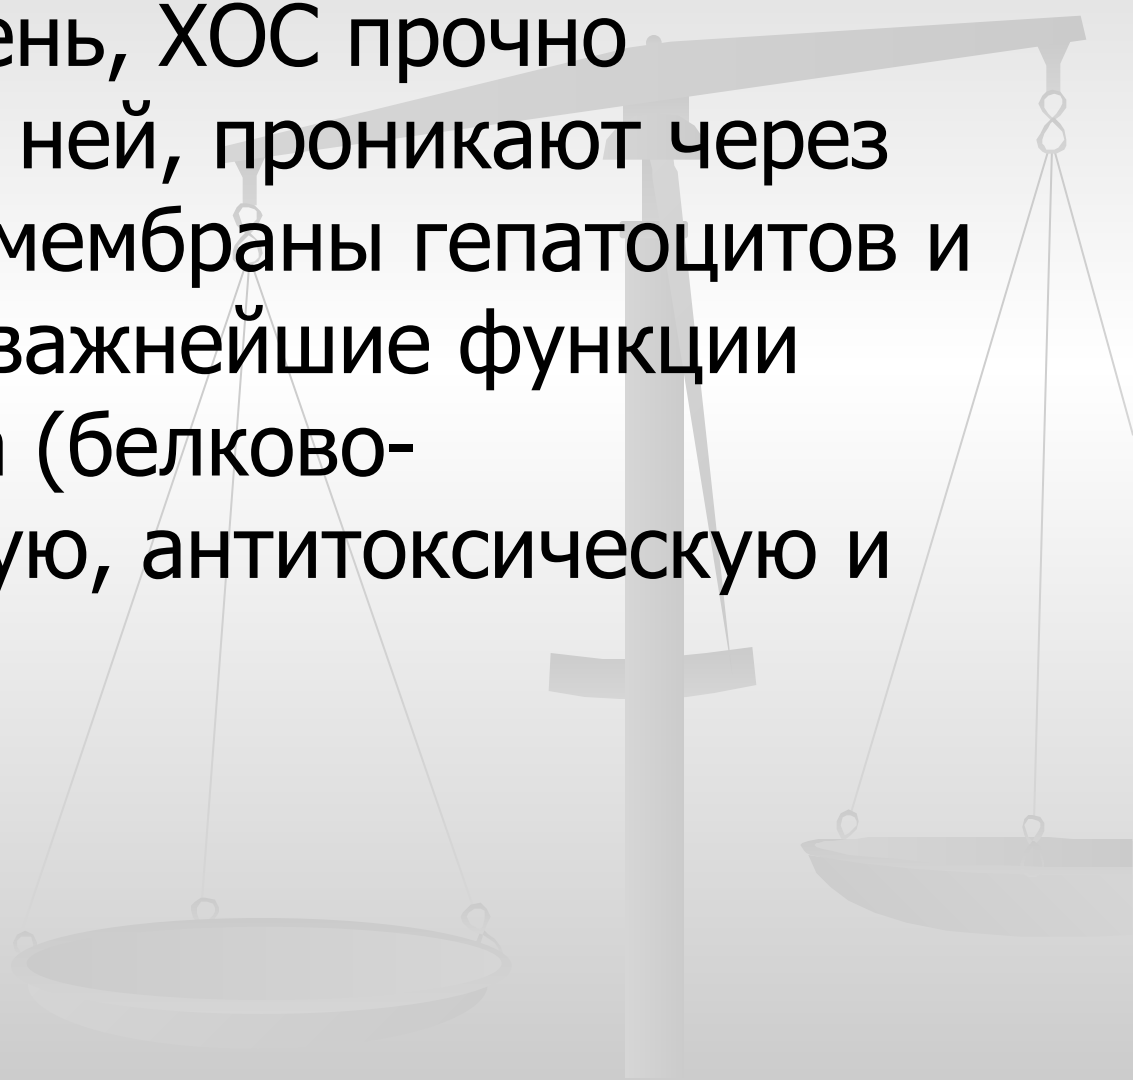 ень, ХОС прочно
ней, проникают через
мембраны гепатоцитов и
важнейшие функции
(белково-
ую, антитоксическую и